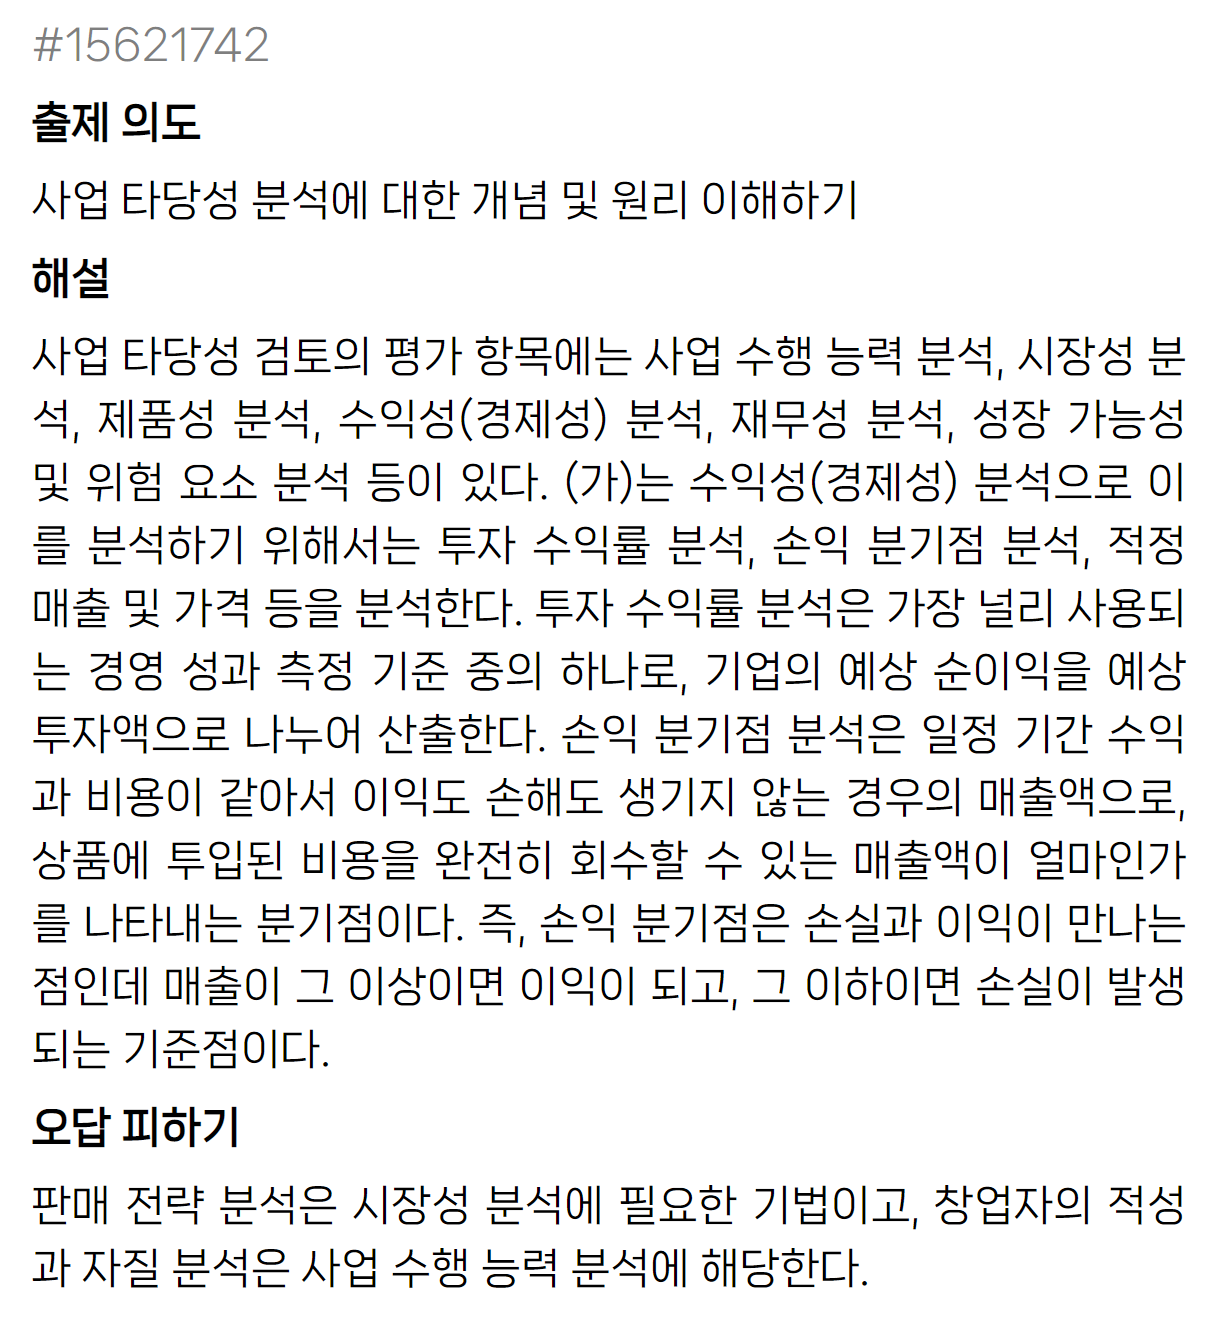 #15621742
출제 의도
사업 타당성 분석에 대한 개념 및 원리 이해하기
해설
사업 타당성 검토의 평가 항목에는 사업 수행 능력 분석, 시장성 분
석, 제품성 분석, 수익성(경제성) 분석, 재무성 분석, 성장 가능성
및 위험 요소 분석 등이 있다. (가)는 수익성(경제성) 분석으로 이
를 분석하기 위해서는 투자 수익률 분석, 손익 분기점 분석, 적정
매출 및 가격 등을 분석한다. 투자 수익률 분석은 가장 널리 사용되
는 경영 성과 측정 기준 중의 하나로, 기업의 예상 순이익을 예상
투자액으로 나누어 산출한다. 손익 분기점 분석은 일정 기간 수익
과 비용이 같아서 이익도 손해도 생기지 않는 경우의 매출액으로,
상품에 투입된 비용을 완전히 회수할 수 있는 매출액이 얼마인가
를 나타내는 분기점이다. 즉, 손익 분기점은 손실과 이익이 만나는
점인데 매출이 그 이상이면 이익이 되고, 그 이하이면 손실이 발생
되는 기준점이다.
오답 피하기
판매 전략 분석은 시장성 분석에 필요한 기법이고, 창업자의 적성
과 자질 분석은 사업 수행 능력 분석에 해당한다.